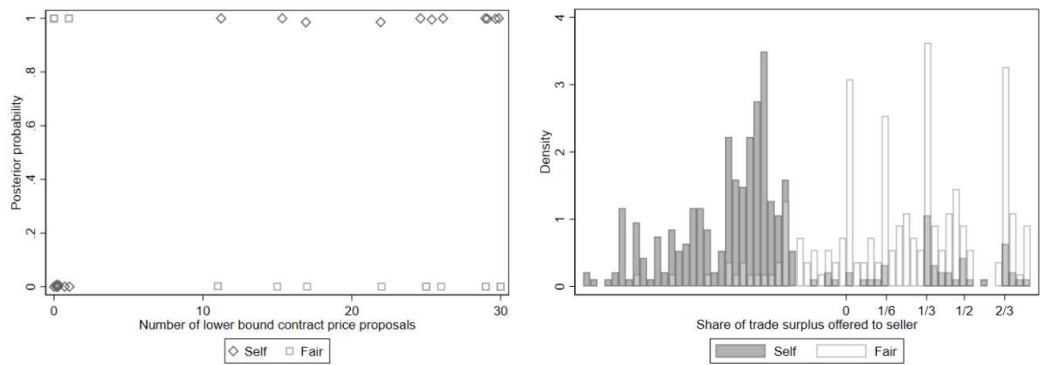 Posterior probability
1
.8
.6
.4
.2
0
0
10
20
30
Number of lower bound contract price proposals
Self
Fair
Density
4
3
2
1
0
0
1/6
1/3
1/2
2/3
Share of trade surplus offered to seller
Self
Fair